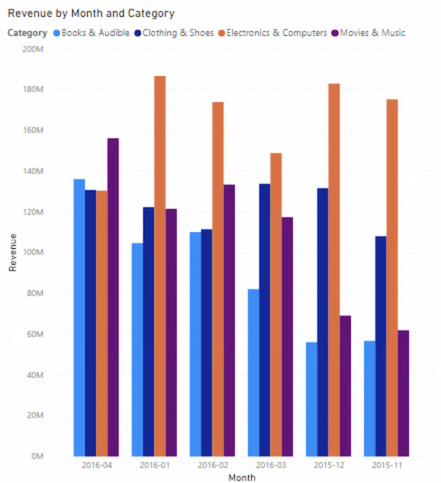 Revenue by Month and Category
Category Books & Audible Clothing & Shoes Electronics & Computers Movies & Music
200M
180M
160M
140M
120M
100M
80M
60M
40M
20M
0M
Revenue
2016-04 2016-01 2016-02 2016-03 2015-12 2015-11
Month